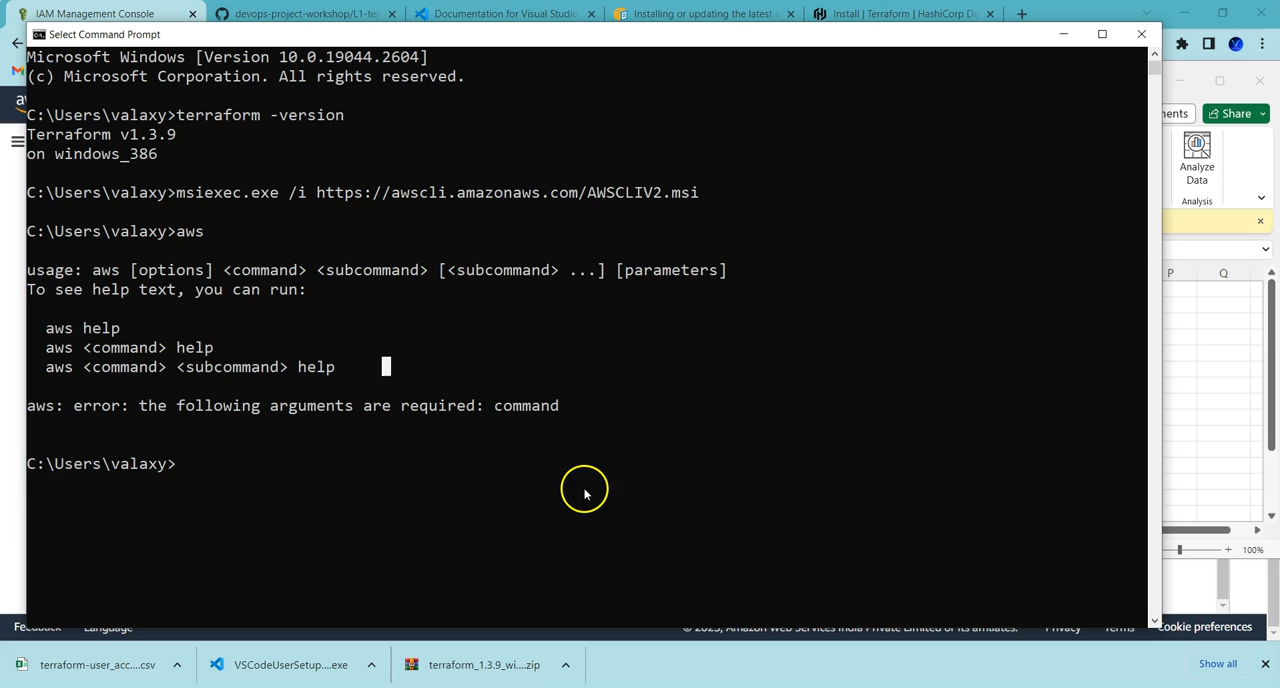 IAM Management Console
devops-project-workshop/L1-ter
Documentation for Visual Studio
Installing or updating the latest v
Install | Terraform | HashiCorp De
Select Command Prompt
Microsoft Windows [Version 10.0.19044.2604]
(c) Microsoft Corporation. All rights reserved.
C:\Users\valaxy>terraform -version
Terraform v1.3.9
on windows_386
C:\Users\valaxy>msiexec.exe /i https://awscli.amazonaws.com/AWSCLIV2.msi
C:\Users\valaxy>aws
usage: aws [options] <command> <subcommand> [<subcommand> ...] [parameters]
To see help text, you can run:
aws help
aws <command> help
aws <command> <subcommand> help
aws: error: the following arguments are required: command
C:\Users\valaxy>
ents
Share
Analyze
Data
Analysis
P Q
100%
Feedback Language
© 2023, Amazon Web Services India Private Limited or its affiliates. Privacy Terms Cookie preferences
terraform-user_acc....csv
VSCodeUserSetup....exe
terraform_1.3.9_wi....zip
Show all